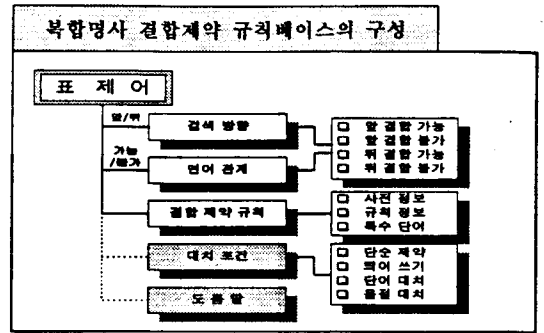 복합명사 결합제약 규칙베이스의 구성
표 제 어
앞/뒤
검색 방향
가능
/불가
연어 관계
앞 결합 가능
앞 결합 불가
뒤 결합 가능
뒤 결합 불가
결합 제약 규칙
사전 정보
규칙 정보
특수 단어
대치 조건
단순 제약
띄어 쓰기
단어 대치
품절 대치
도 움 말